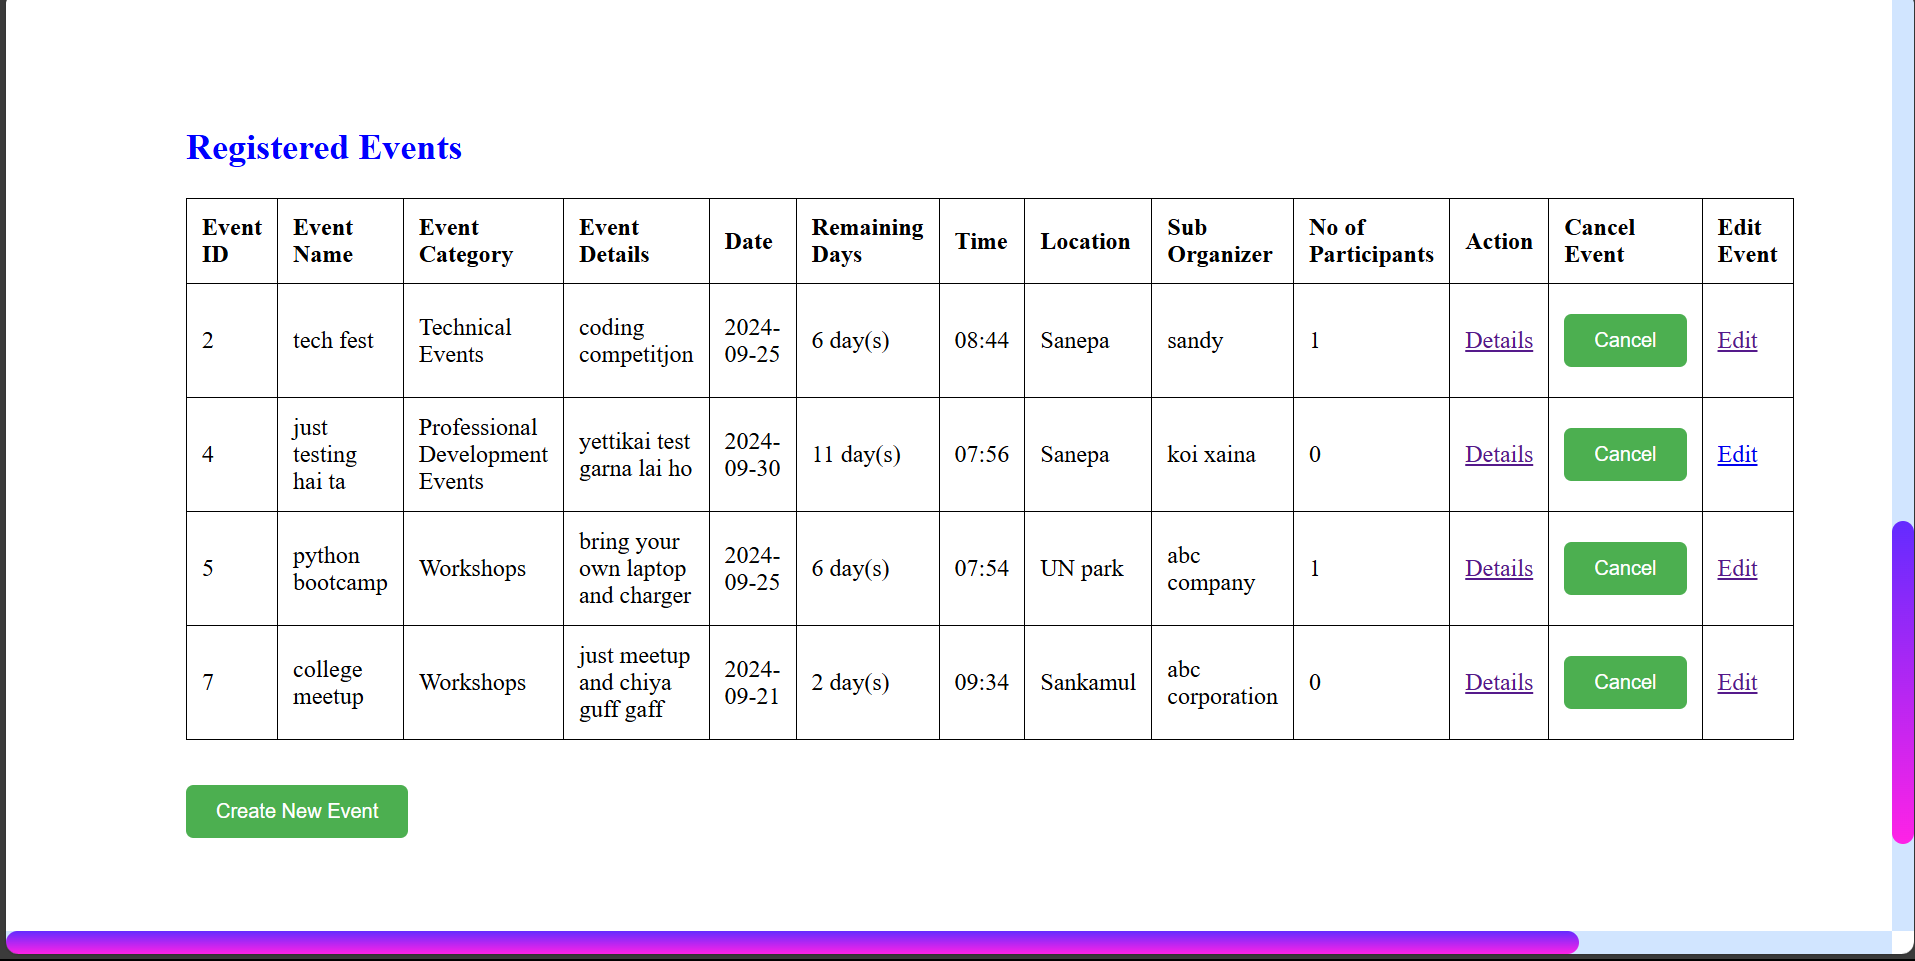 Registered Events
Event ID Event Name Event Category Event Details Date Remaining Days Time Location Sub Organizer No of Participants Action Cancel Event Edit Event
2 tech fest Technical Events coding competitjon 2024-09-25 6 day(s) 08:44 Sanepa sandy 1 Details Cancel Edit
4 just testing hai ta Professional Development Events yettikai test garna lai ho 2024-09-30 11 day(s) 07:56 Sanepa koi xaina 0 Details Cancel Edit
5 python bootcamp Workshops bring your own laptop and charger 2024-09-25 6 day(s) 07:54 UN park abc company 1 Details Cancel Edit
7 college meetup Workshops just meetup and chiya guff gaff 2024-09-21 2 day(s) 09:34 Sankamul abc corporation 0 Details Cancel Edit
Create New Event